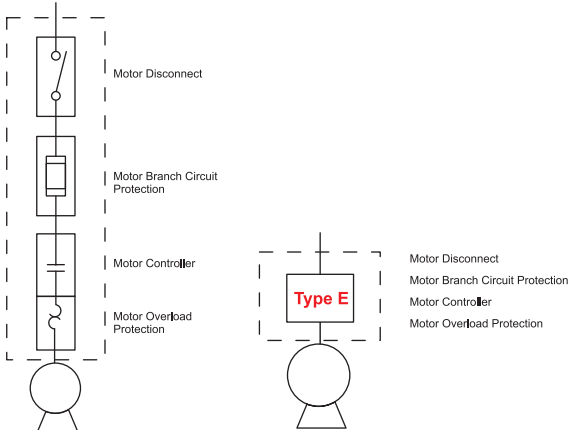 Motor Disconnect
Motor Branch Circuit
Protection
Motor Controller
Motor Overload
Protection
Type E
Motor Disconnect
Motor Branch Circuit Protection
Motor Controller
Motor Overload Protection